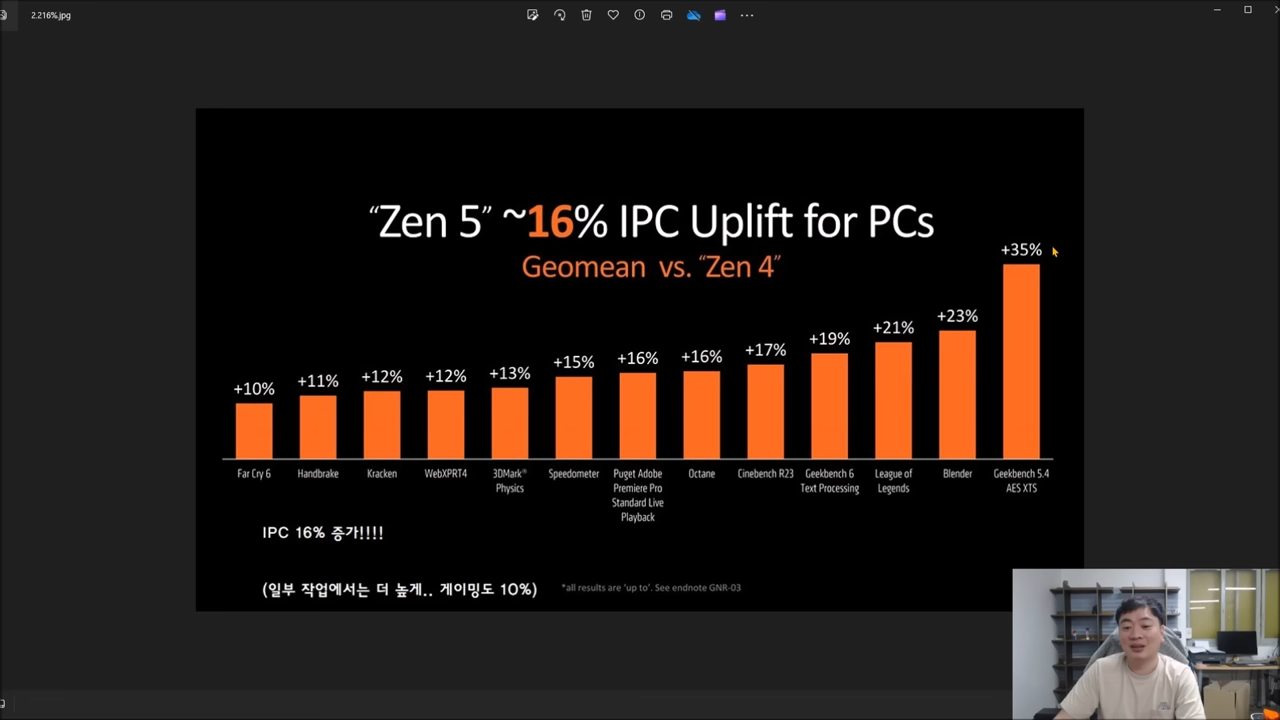 2.216%.jpg
“Zen 5” ~16% IPC Uplift for PCs
Geomean vs. “Zen 4”
+10%
+11%
+12%
+12%
+13%
+15%
+16%
+16%
+17%
+19%
+21%
+23%
+35%
Far Cry 6
Handbrake
Kracken
WebXPRT4
3DMark®
Physics
Speedometer
Puget Adobe
Premiere Pro
Standard Live
Playback
Octane
Cinebench R23
Geekbench 6
Text Processing
League of
Legends
Blender
Geekbench 5.4
AES XTS
IPC 16% 증가!!!!
(일부 작업에서는 더 높게.. 게이밍도 10%)
*all results are ‘up to’. See endnote GNR-03